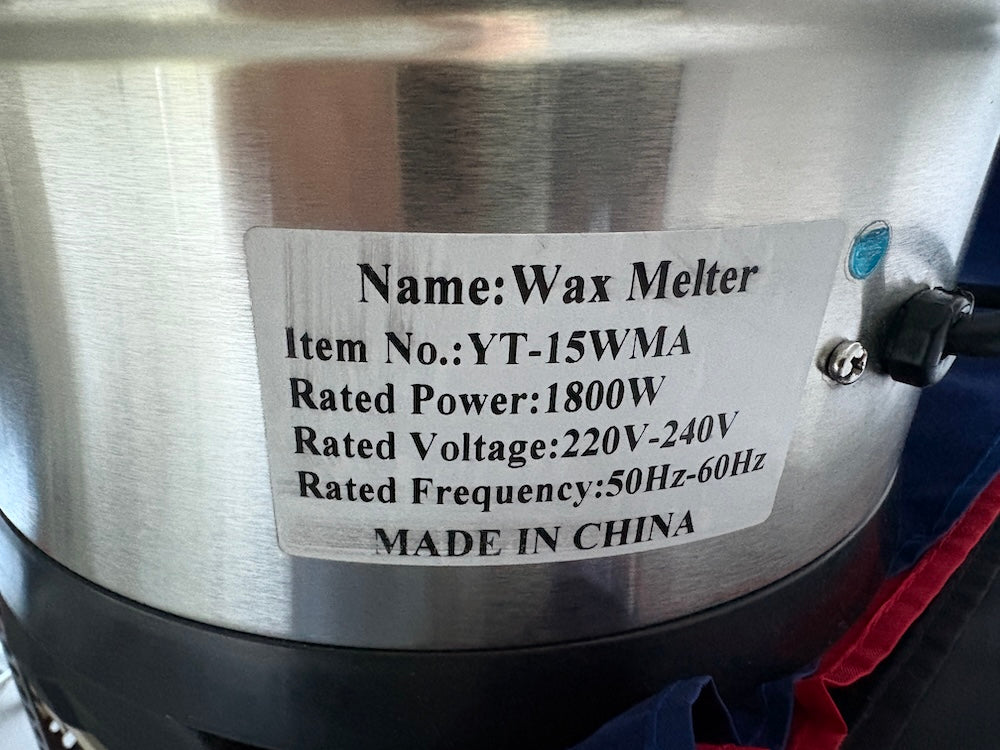 Name:Wax Melter
Item No.:YT-15WMA
Rated Power:1800W
Rated Voltage:220V-240V
Rated Frequency:50Hz-60Hz
MADE IN CHINA